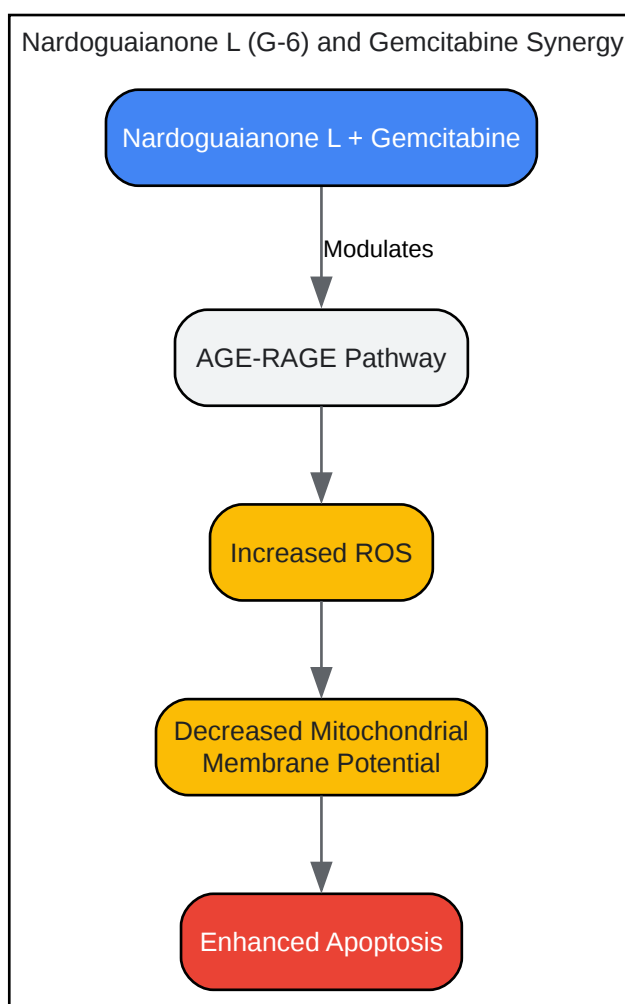 Nardoguaianone L (G-6) and Gemcitabine Synergy
Nardoguaianone L + Gemcitabine
Modulates
AGE-RAGE Pathway
Increased ROS
Decreased Mitochondrial
Membrane Potential
Enhanced Apoptosis